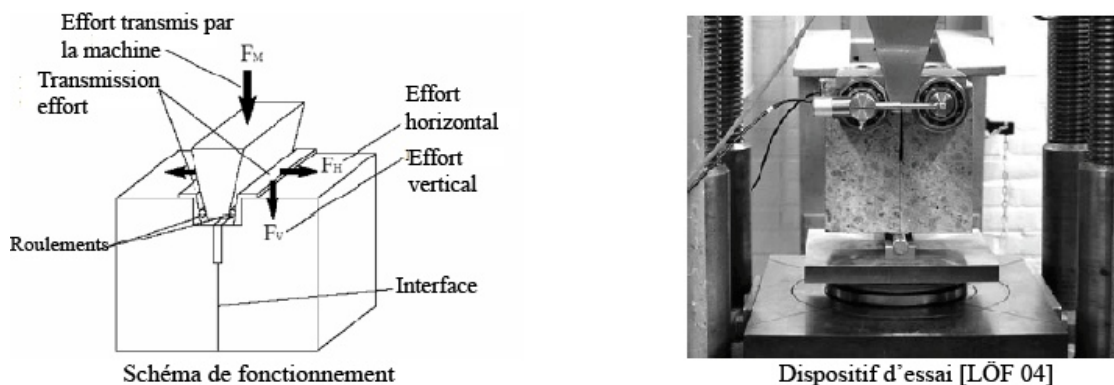 Effort transmis par
la machine
F_M
Transmission
effort
Effort
horizontal
F_H
Effort
vertical
F_V
Roulements
Interface
Schéma de fonctionnement
Dispositif d'essai [LÖF 04]